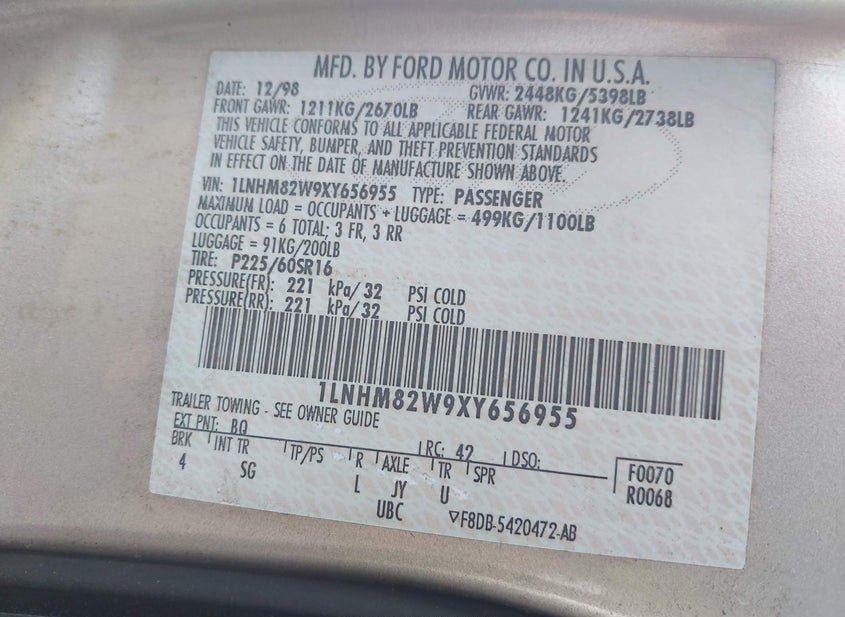 MFD. BY FORD MOTOR CO. IN U.S.A.
DATE: 12/98 GVWR: 2448KG/5398LB
FRONT GAWR: 1211KG/2670LB REAR GAWR: 1241KG/2738LB
THIS VEHICLE CONFORMS TO ALL APPLICABLE FEDERAL MOTOR
VEHICLE SAFETY, BUMPER, AND THEFT PREVENTION STANDARDS
IN EFFECT ON THE DATE OF MANUFACTURE SHOWN ABOVE.
VIN: 1LNHM82W9XY656955 TYPE: PASSENGER
MAXIMUM LOAD = OCCUPANTS + LUGGAGE = 499KG/1100LB
OCCUPANTS = 6 TOTAL; 3 FR, 3 RR
LUGGAGE = 91KG/200LB
TIRE: P225/60SR16
PRESSURE(FR): 221 kPa/32 PSI COLD
PRESSURE(RR): 221 kPa/32 PSI COLD
1LNHM82W9XY656955
TRAILER TOWING - SEE OWNER GUIDE
EXT PNT: BQ RC: 42 DSO:
BRK INT TR TP/PS R AXLE TR SPR F0070
4 SG L JY U R0068
UBC ▽F8DB-5420472-AB